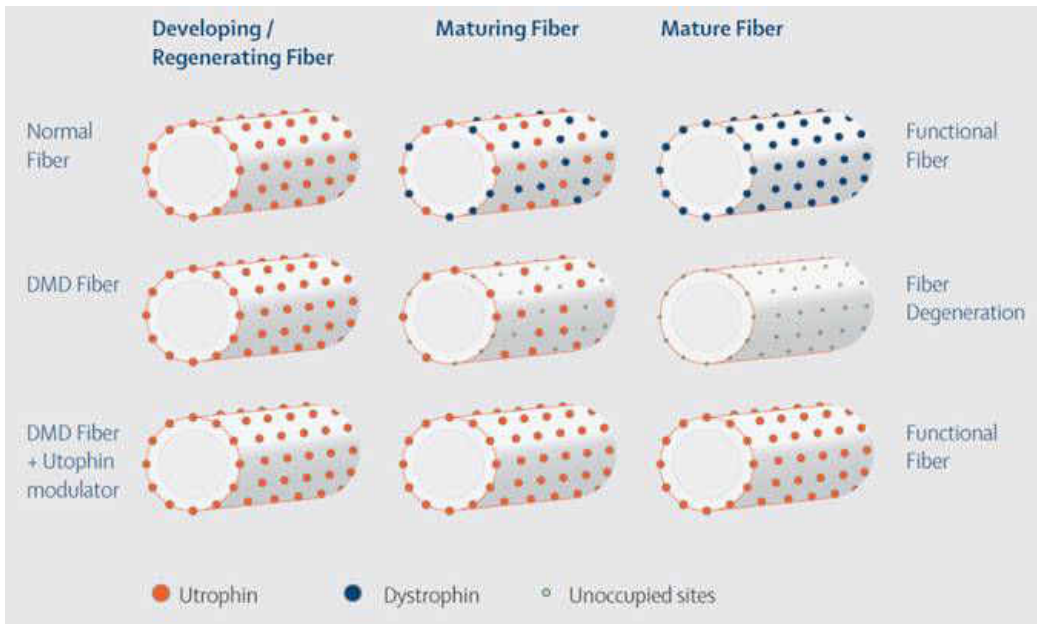 Developing /
Regenerating Fiber
Maturing Fiber
Mature Fiber
Normal
Fiber
Functional
Fiber
DMD Fiber
Fiber
Degeneration
DMD Fiber
+ Utophin
modulator
Functional
Fiber
Utrophin
Dystrophin
Unoccupied sites